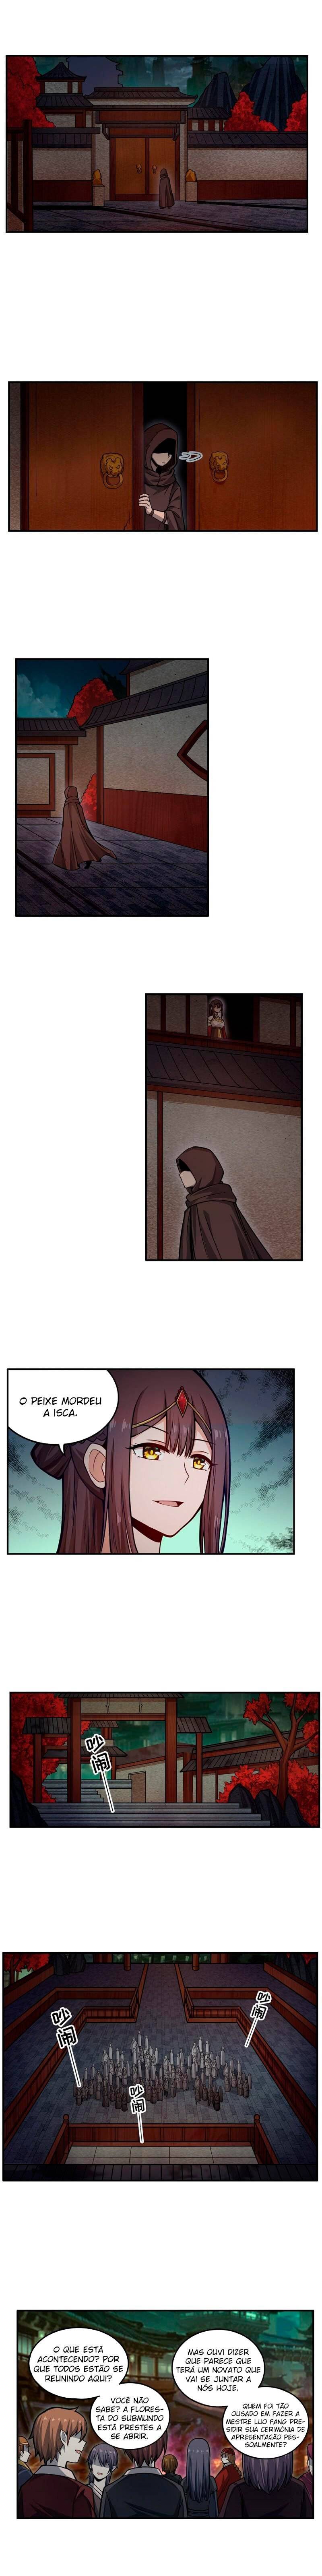 O PEIXE MORDEU
A ISCA.
吵闹
吵闹
吵闹
吵闹
O QUE ESTÁ
ACONTECENDO? POR
QUE TODOS ESTÃO SE
REUNINDO AQUI?
VOCÊ NÃO
SABE? A FLORES-
TA DO SUBMUNDO
ESTÁ PRESTES A
SE ABRIR.
MAS OUVI DIZER
QUE PARECE QUE
TERÁ UM NOVATO QUE
VAI SE JUNTAR A
NÓS HOJE.
QUEM FOI TÃO
OUSADO EM FAZER A
MESTRE LUO FANG PRE-
SIDIR SUA CERIMÔNIA DE
APRESENTAÇÃO PES-
SOALMENTE?